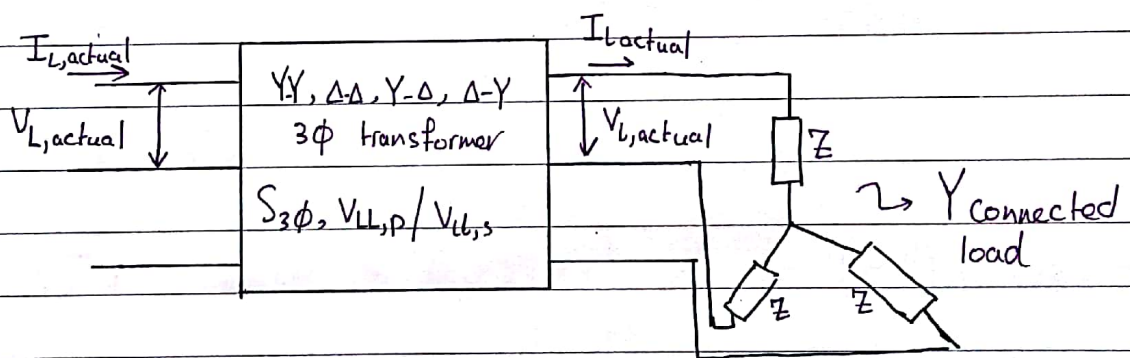 I_L,actual
V_L,actual
Y-Y, Δ-Δ, Y-Δ, Δ-Y
3ϕ transformer
S_3ϕ, V_LL,p / V_LL,s
I_L actual
V_L,actual
Z
Z
Z
Y connected
load